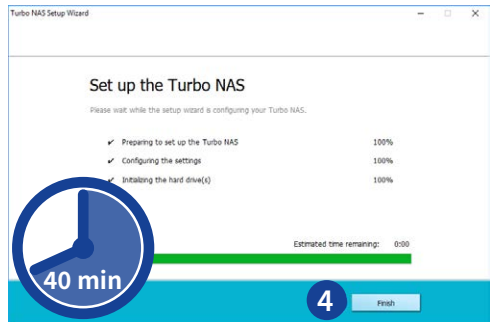 Turbo NAS Setup Wizard
Set up the Turbo NAS
Please wait while the setup wizard is configuring your Turbo NAS.
✔ Preparing to set up the Turbo NAS 100%
✔ Configuring the settings 100%
✔ Initializing the hard drive(s) 100%
Estimated time remaining: 0:00
40 min
4 Finish